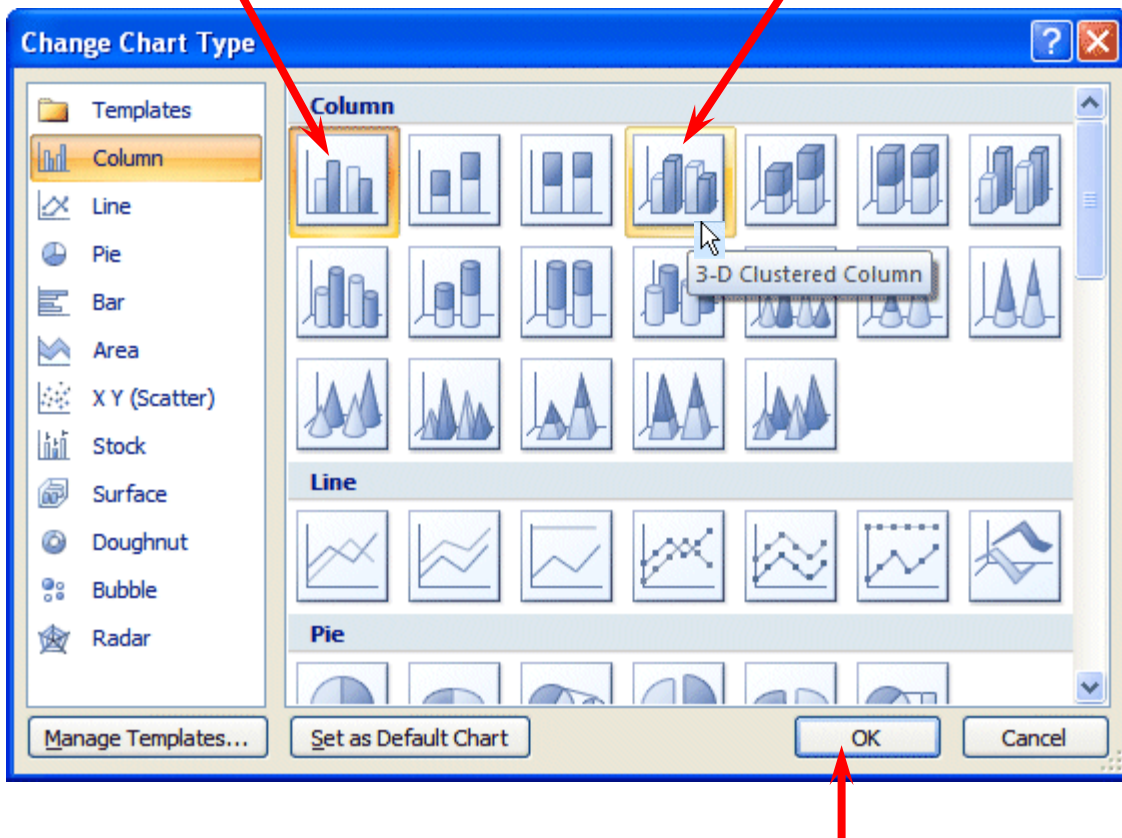 Change Chart Type
Templates
Column
Line
Pie
Bar
Area
X Y (Scatter)
Stock
Surface
Doughnut
Bubble
Radar
Column
3-D Clustered Column
Line
Pie
Manage Templates...
Set as Default Chart
OK
Cancel